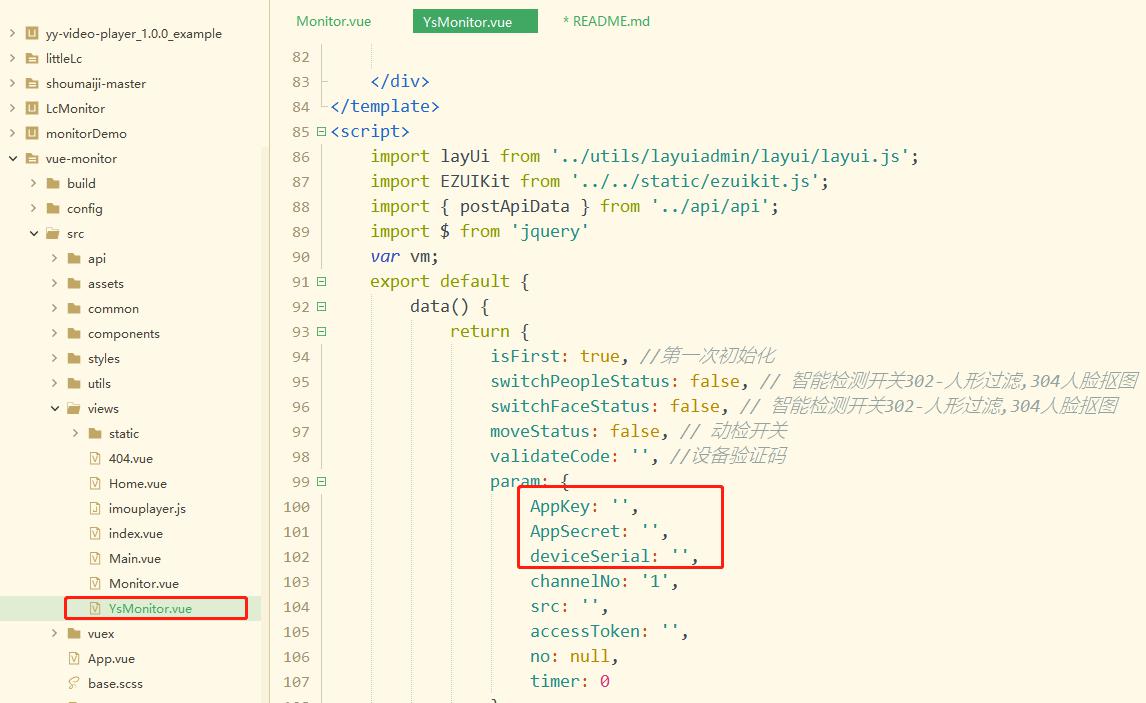 yy-video-player_1.0.0_example
littleLc
shoumaiji-master
LcMonitor
monitorDemo
vue-monitor
build
config
src
api
assets
common
components
styles
utils
views
static
404.vue
Home.vue
imouplayer.js
index.vue
Main.vue
Monitor.vue
YsMonitor.vue
vuex
App.vue
base.scss
Monitor.vue YsMonitor.vue * README.md
82
83 </div>
84 </template>
85 <script>
86 import layUi from '../utils/layuiadmin/layui/layui.js';
87 import EZUIKit from '../../static/ezuikit.js';
88 import { postApiData } from '../api/api';
89 import $ from 'jquery'
90 var vm;
91 export default {
92 data() {
93 return {
94 isFirst: true, //第一次初始化
95 switchPeopleStatus: false, // 智能检测开关302-人形过滤,304人脸抠图
96 switchFaceStatus: false, // 智能检测开关302-人形过滤,304人脸抠图
97 moveStatus: false, // 动检开关
98 validateCode: '', //设备验证码
99 param: {
100 AppKey: '',
101 AppSecret: '',
102 deviceSerial: '',
103 channelNo: '1',
104 src: '',
105 accessToken: '',
106 no: null,
107 timer: 0